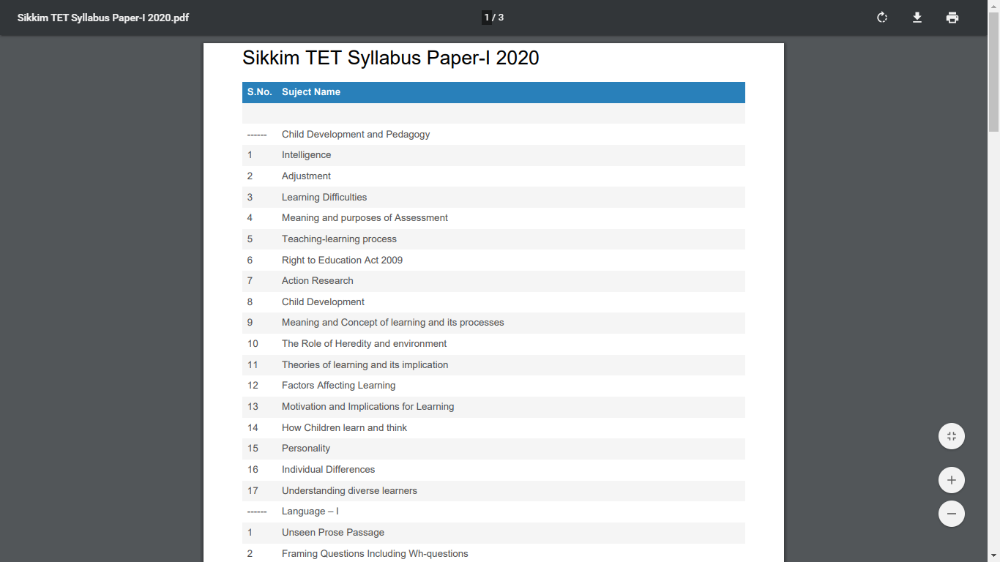 Sikkim TET Syllabus Paper-I 2020.pdf
1 / 3
Sikkim TET Syllabus Paper-I 2020
S.No. Suject Name
------ Child Development and Pedagogy
1 Intelligence
2 Adjustment
3 Learning Difficulties
4 Meaning and purposes of Assessment
5 Teaching-learning process
6 Right to Education Act 2009
7 Action Research
8 Child Development
9 Meaning and Concept of learning and its processes
10 The Role of Heredity and environment
11 Theories of learning and its implication
12 Factors Affecting Learning
13 Motivation and Implications for Learning
14 How Children learn and think
15 Personality
16 Individual Differences
17 Understanding diverse learners
------ Language – I
1 Unseen Prose Passage
2 Framing Questions Including Wh-questions